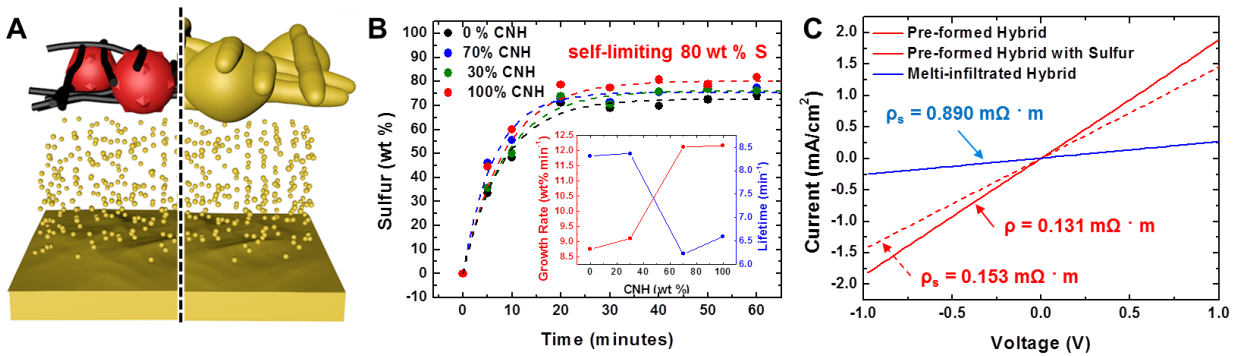 A
B
C
0 % CNH
70% CNH
30% CNH
100% CNH
self-limiting 80 wt % S
Sulfur (wt %)
100
90
80
70
60
50
40
30
20
10
0
-10
0 10 20 30 40 50 60
Time (minutes)
Growth Rate (wt% min⁻¹)
12.5
12.0
11.5
11.0
10.5
10.0
9.5
9.0
8.5
Lifetime (min⁻¹)
8.5
8.0
7.5
7.0
6.5
6.0
0 20 40 60 80 100
CNH (wt %)
Pre-formed Hybrid
Pre-formed Hybrid with Sulfur
Melti-infiltrated Hybrid
ρs = 0.890 mΩ · m
ρ = 0.131 mΩ · m
ρs = 0.153 mΩ · m
Current (mA/cm²)
2.0
1.5
1.0
0.5
0.0
-0.5
-1.0
-1.5
-2.0
-1.0 -0.5 0.0 0.5 1.0
Voltage (V)